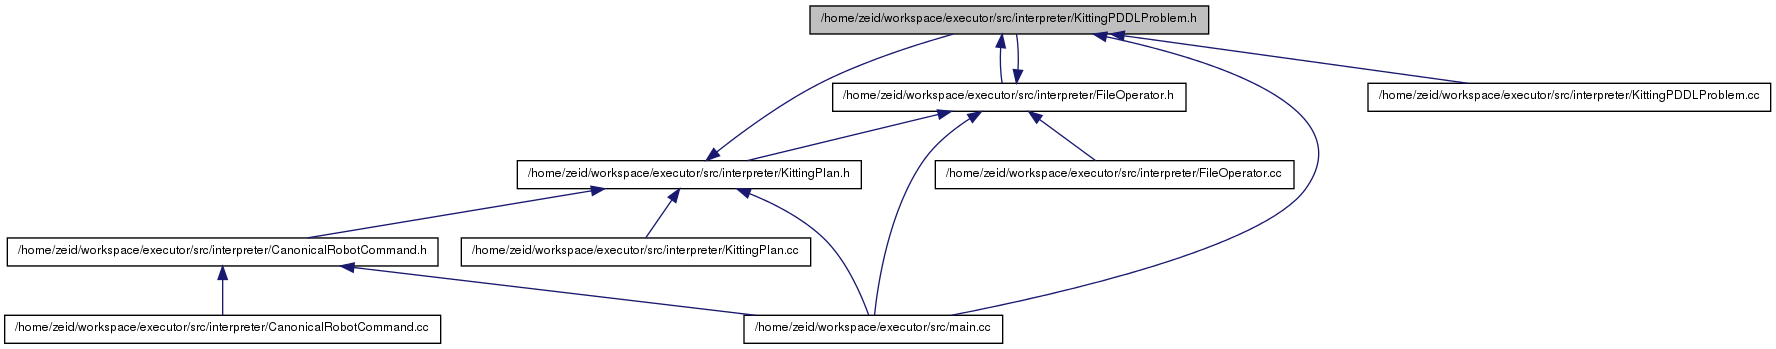 /home/zeid/workspace/executor/src/interpreter/KittingPDDLProblem.h
/home/zeid/workspace/executor/src/interpreter/FileOperator.h
/home/zeid/workspace/executor/src/interpreter/KittingPDDLProblem.cc
/home/zeid/workspace/executor/src/interpreter/KittingPlan.h
/home/zeid/workspace/executor/src/interpreter/FileOperator.cc
/home/zeid/workspace/executor/src/interpreter/CanonicalRobotCommand.h
/home/zeid/workspace/executor/src/interpreter/KittingPlan.cc
/home/zeid/workspace/executor/src/interpreter/CanonicalRobotCommand.cc
/home/zeid/workspace/executor/src/main.cc